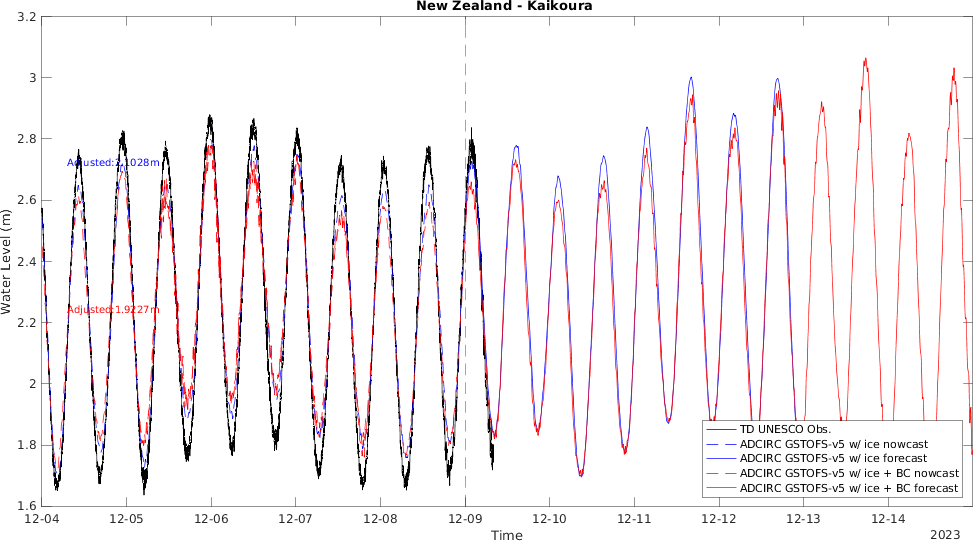 New Zealand - Kaikoura
3.2
3
2.8
2.6
2.4
2.2
2
1.8
1.6
Water Level (m)
Adjusted:1.9227m
12-04
12-05
12-06
12-07
12-08
12-09
12-10
12-11
12-12
12-13
12-14
Time
2023
TD UNESCO Obs.
ADCIRC GSTOFS-v5 w/ ice nowcast
ADCIRC GSTOFS-v5 w/ ice forecast
ADCIRC GSTOFS-v5 w/ ice + BC nowcast
ADCIRC GSTOFS-v5 w/ ice + BC forecast